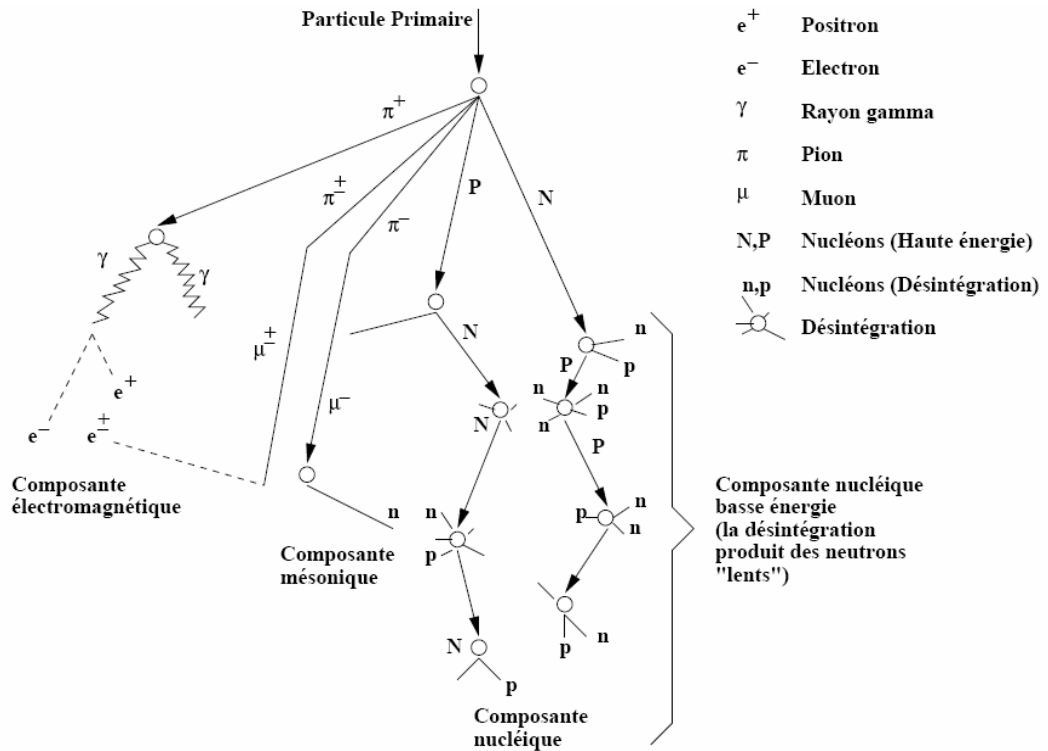 Particule Primaire
π+
π±
π−
P
N
γ
γ
μ±
μ−
e+
e−
e±
Composante
électromagnétique
n
Composante
mésonique
N
N
n
p
N
p
Composante
nucléique
n
p
P
n
n
n
p
P
p
n
n
n
p
Composante nucléique
basse énergie
(la désintégration
produit des neutrons
"lents")
e+ Positron
e− Electron
γ Rayon gamma
π Pion
μ Muon
N,P Nucléons (Haute énergie)
n,p Nucléons (Désintégration)
Désintégration